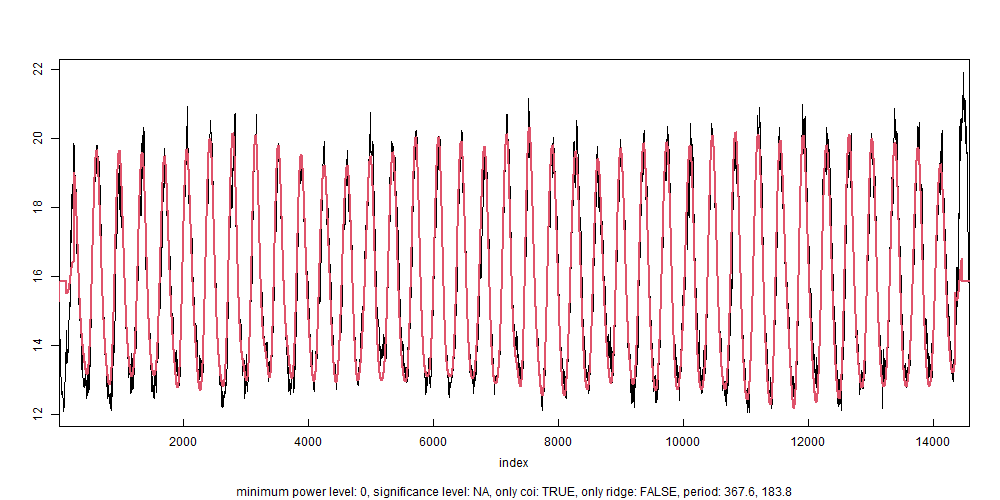 22
20
18
16
14
12
2000 4000 6000 8000 10000 12000 14000
index
minimum power level: 0, significance level: NA, only coi: TRUE, only ridge: FALSE, period: 367.6, 183.8